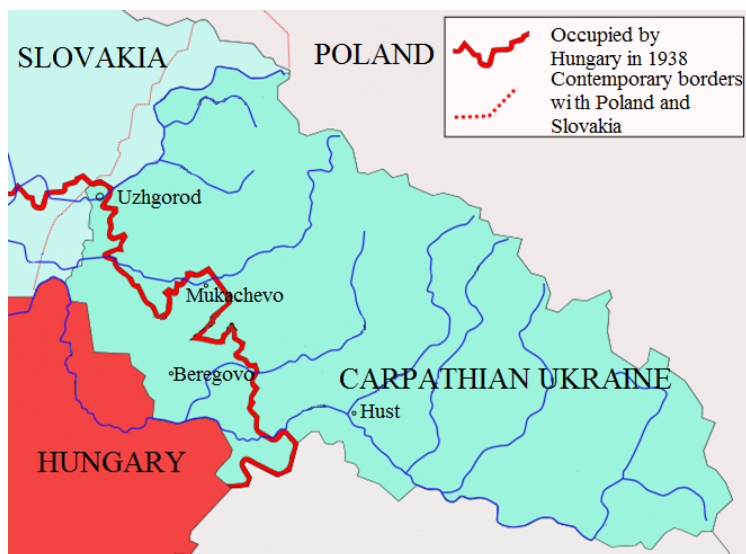 SLOVAKIA
POLAND
Occupied by
Hungary in 1938
Contemporary borders
with Poland and
Slovakia
Uzhgorod
Mukachevo
Beregovo
CARPATHIAN UKRAINE
Hust
HUNGARY